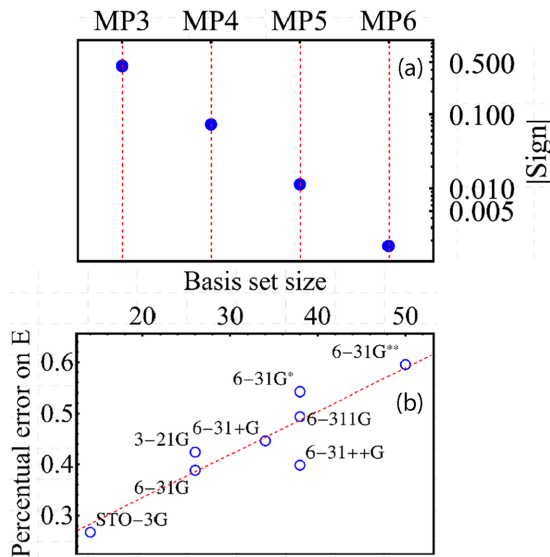 MP3 MP4 MP5 MP6
(a)
0.500
0.100
0.010
0.005
|Sign|
Basis set size
20 30 40 50
Percentual error on E
0.6
0.5
0.4
0.3
6-31G**
6-31G*
(b)
6-31+G
6-311G
3-21G
6-31++G
6-31G
STO-3G